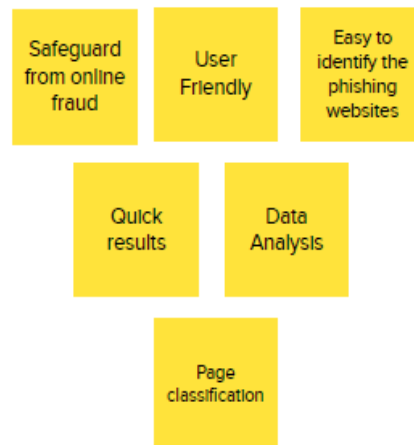 Safeguard
from online
fraud
User
Friendly
Easy to
identify the
phishing
websites
Quick
results
Data
Analysis
Page
classification